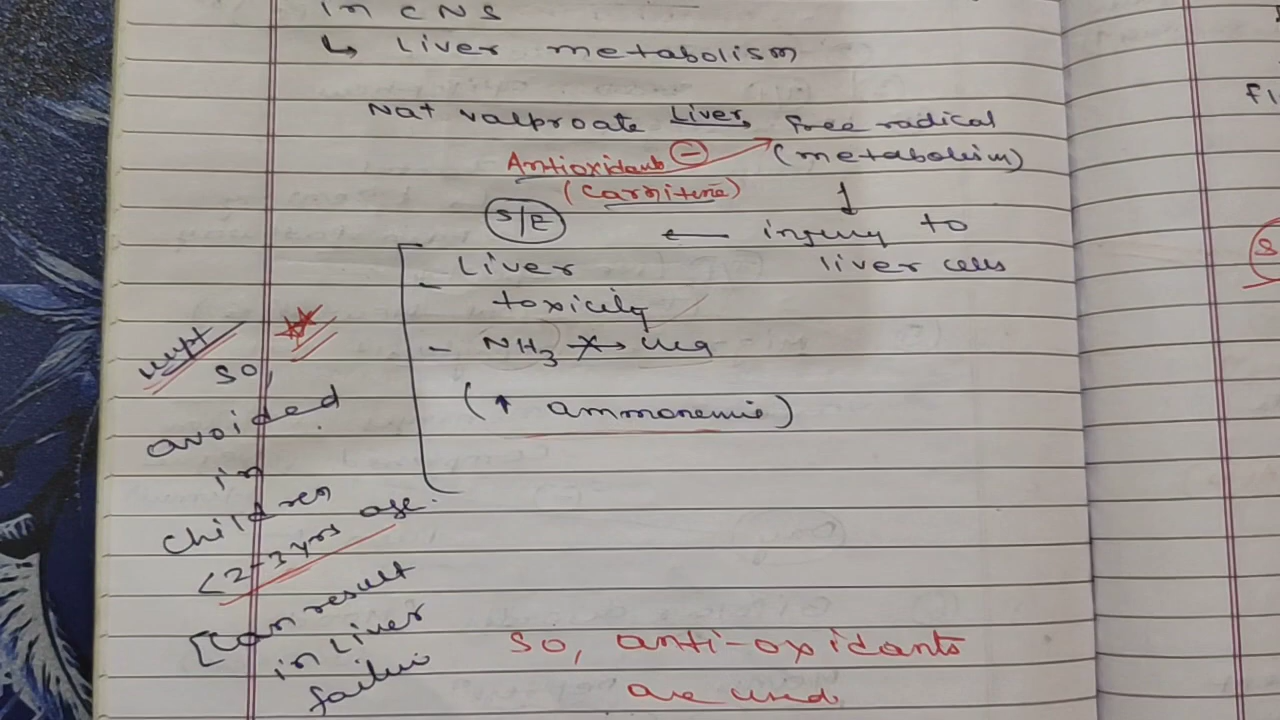 in CNS
↳ Liver metabolism
Na+ valproate Liver→ free radical
(metabolism)
Antioxidants ⊖
(Carnitine)
↓
S/E ← injury to
liver cells
- Liver
toxicity
- NH3 -x→ urea
(↑ ammonemia)
impt
so,
avoided
in
children
<2-3 yrs age.
[Can result
in Liver
failure
so, anti-oxidants
are used
FI
S